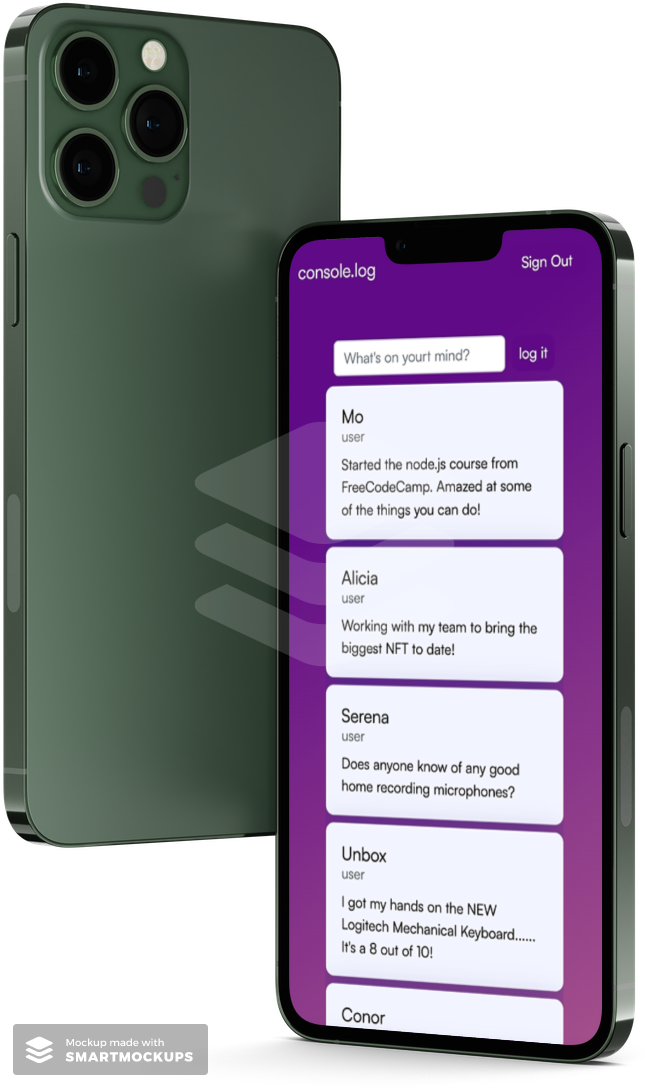 console.log
Sign Out
What's on yourt mind?
log it
Mo
user
Started the node.js course from
FreeCodeCamp. Amazed at some
of the things you can do!
Alicia
user
Working with my team to bring the
biggest NFT to date!
Serena
user
Does anyone know of any good
home recording microphones?
Unbox
user
I got my hands on the NEW
Logitech Mechanical Keyboard......
It's a 8 out of 10!
Conor
Mockup made with
SMARTMOCKUPS